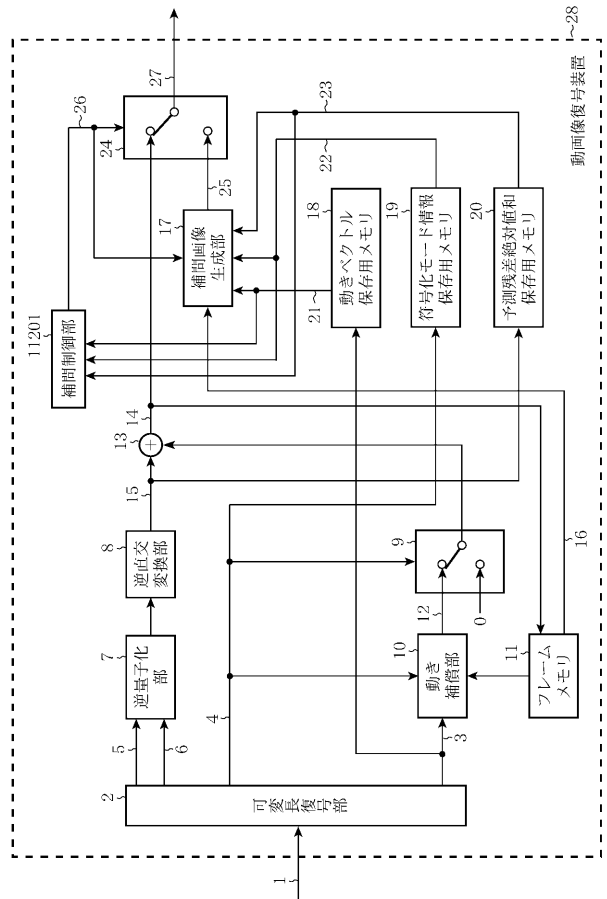 1
2
可変長復号部
3
4
5
6
7
逆量子化
部
8
逆直交
変換部
9
10
動き
補償部
11
フレーム
メモリ
12
0
13
+
14
15
16
11201
補間制御部
17
補間画像
生成部
18
動きベクトル
保存用メモリ
19
符号化モード情報
保存用メモリ
20
予測残差絶対値和
保存用メモリ
21
22
23
24
25
26
27
28
動画像復号装置